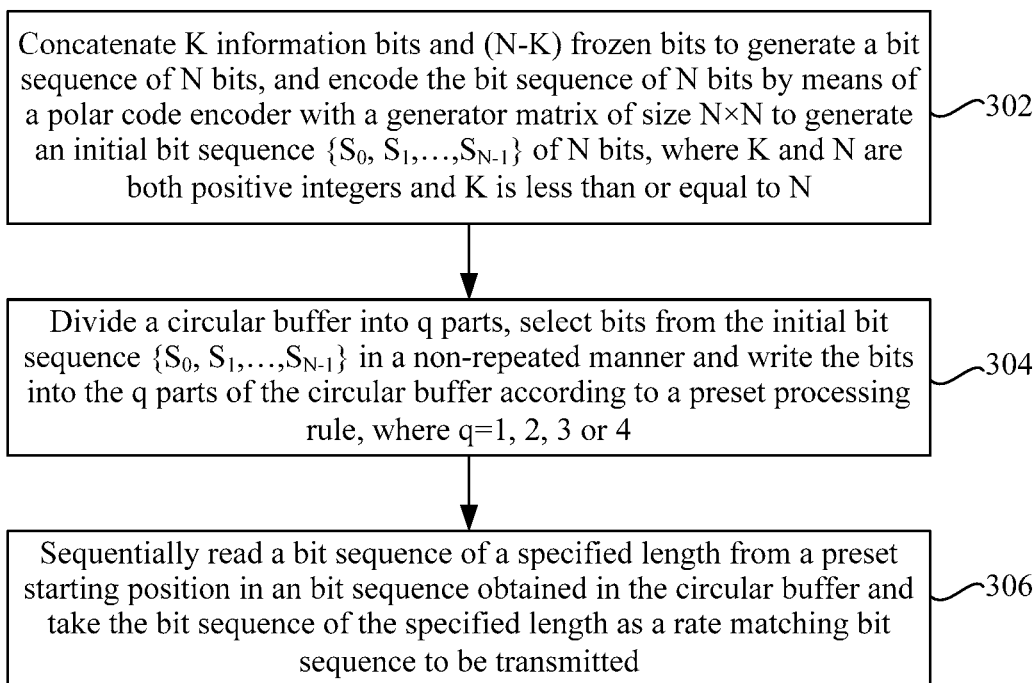 Concatenate K information bits and (N-K) frozen bits to generate a bit
sequence of N bits, and encode the bit sequence of N bits by means of
a polar code encoder with a generator matrix of size N×N to generate
an initial bit sequence {S0, S1,…,SN-1} of N bits, where K and N are
both positive integers and K is less than or equal to N
302
Divide a circular buffer into q parts, select bits from the initial bit
sequence {S0, S1,…,SN-1} in a non-repeated manner and write the bits
into the q parts of the circular buffer according to a preset processing
rule, where q=1, 2, 3 or 4
304
Sequentially read a bit sequence of a specified length from a preset
starting position in an bit sequence obtained in the circular buffer and
take the bit sequence of the specified length as a rate matching bit
sequence to be transmitted
306